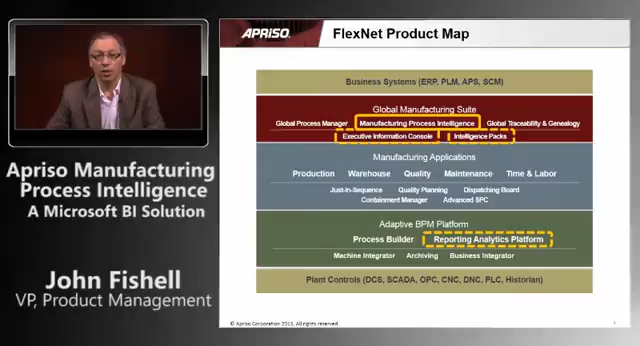 APRISO
FlexNet Product Map
Business Systems (ERP, PLM, APS, SCM)
Global Manufacturing Suite
Global Process Manager Manufacturing Process Intelligence Global Traceability & Genealogy
Executive Information Console Intelligence Packs
Manufacturing Applications
Production Warehouse Quality Maintenance Time & Labor
Just-In-Sequence Quality Planning Dispatching Board
Containment Manager Advanced SPC
Adaptive BPM Platform
Process Builder Reporting Analytics Platform
Machine Integrator Archiving Business Integrator
Plant Controls (DCS, SCADA, OPC, CNC, DNC, PLC, Historian)
Apriso Manufacturing
Process Intelligence
A Microsoft BI Solution
John Fishell
VP, Product Management
© Apriso Corporation 2010, All rights reserved.